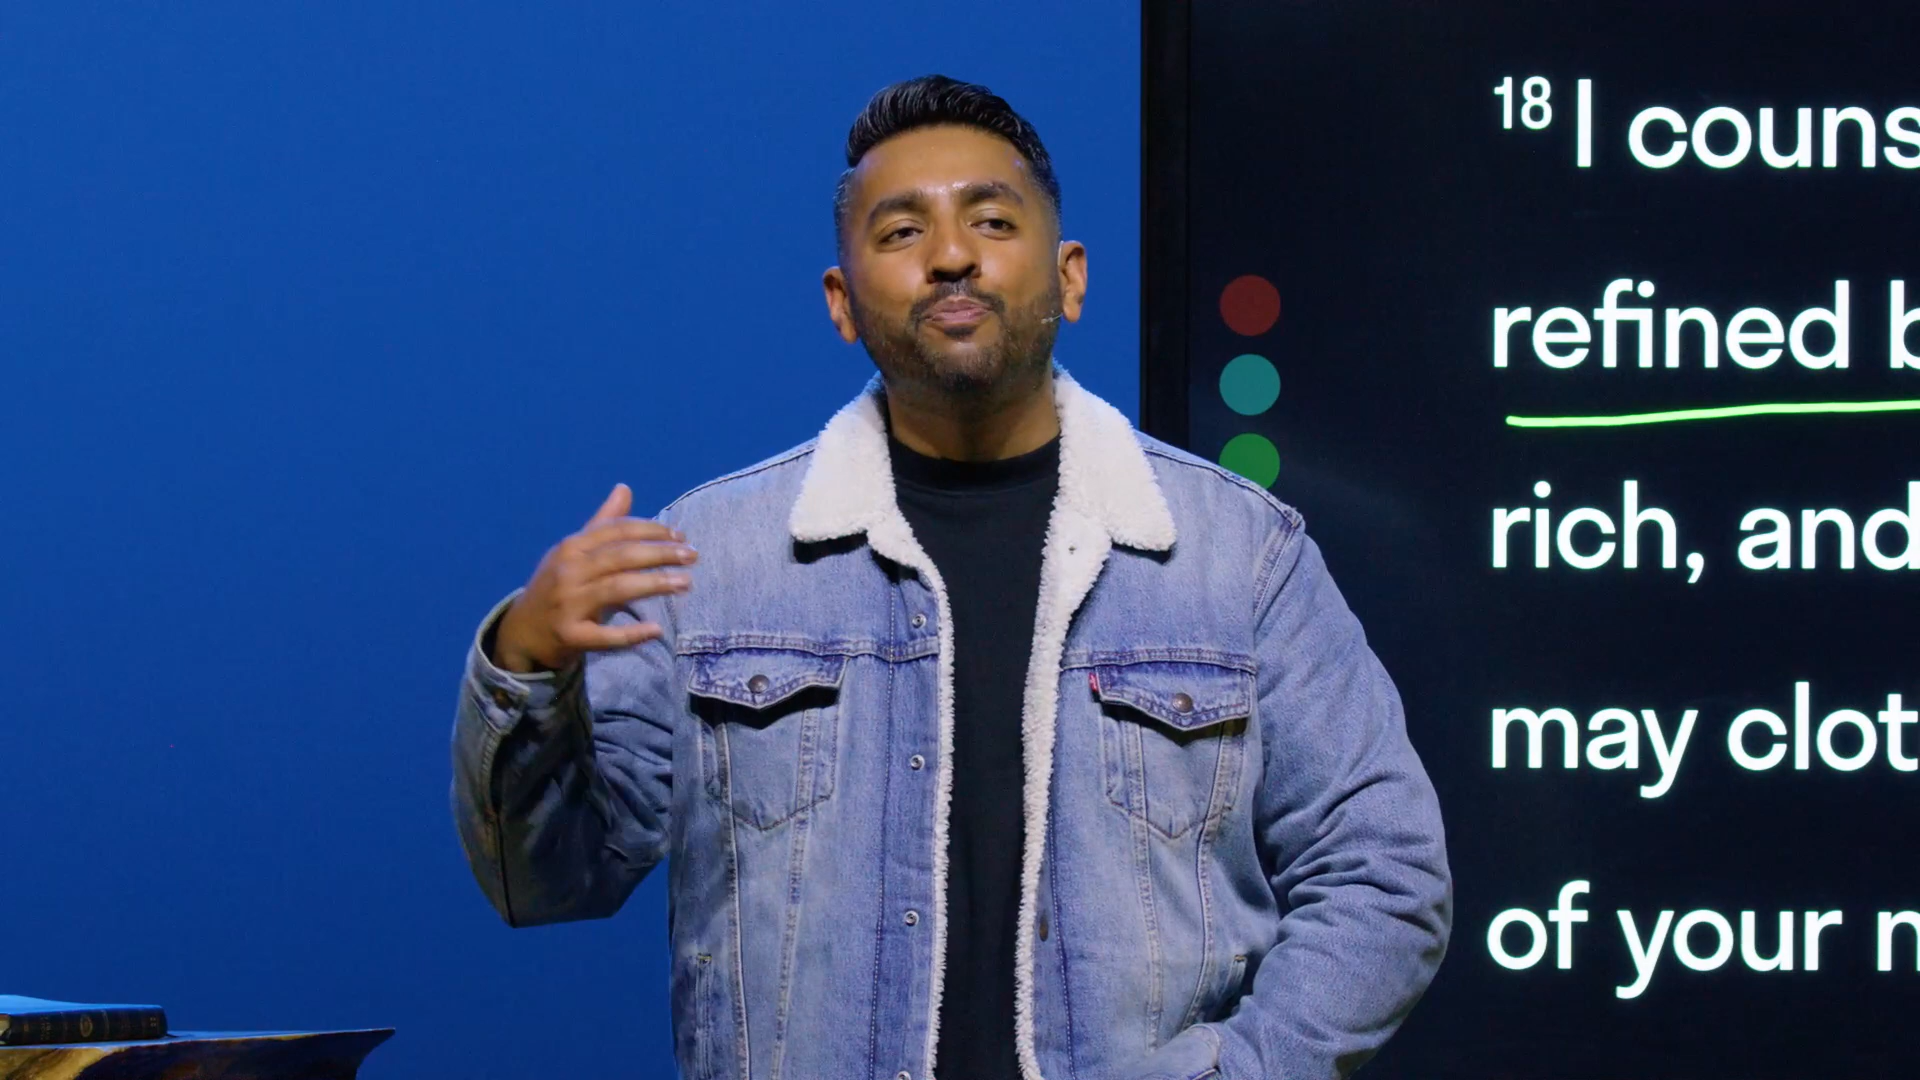 18 I couns
refined b
rich, and
may clot
of your n